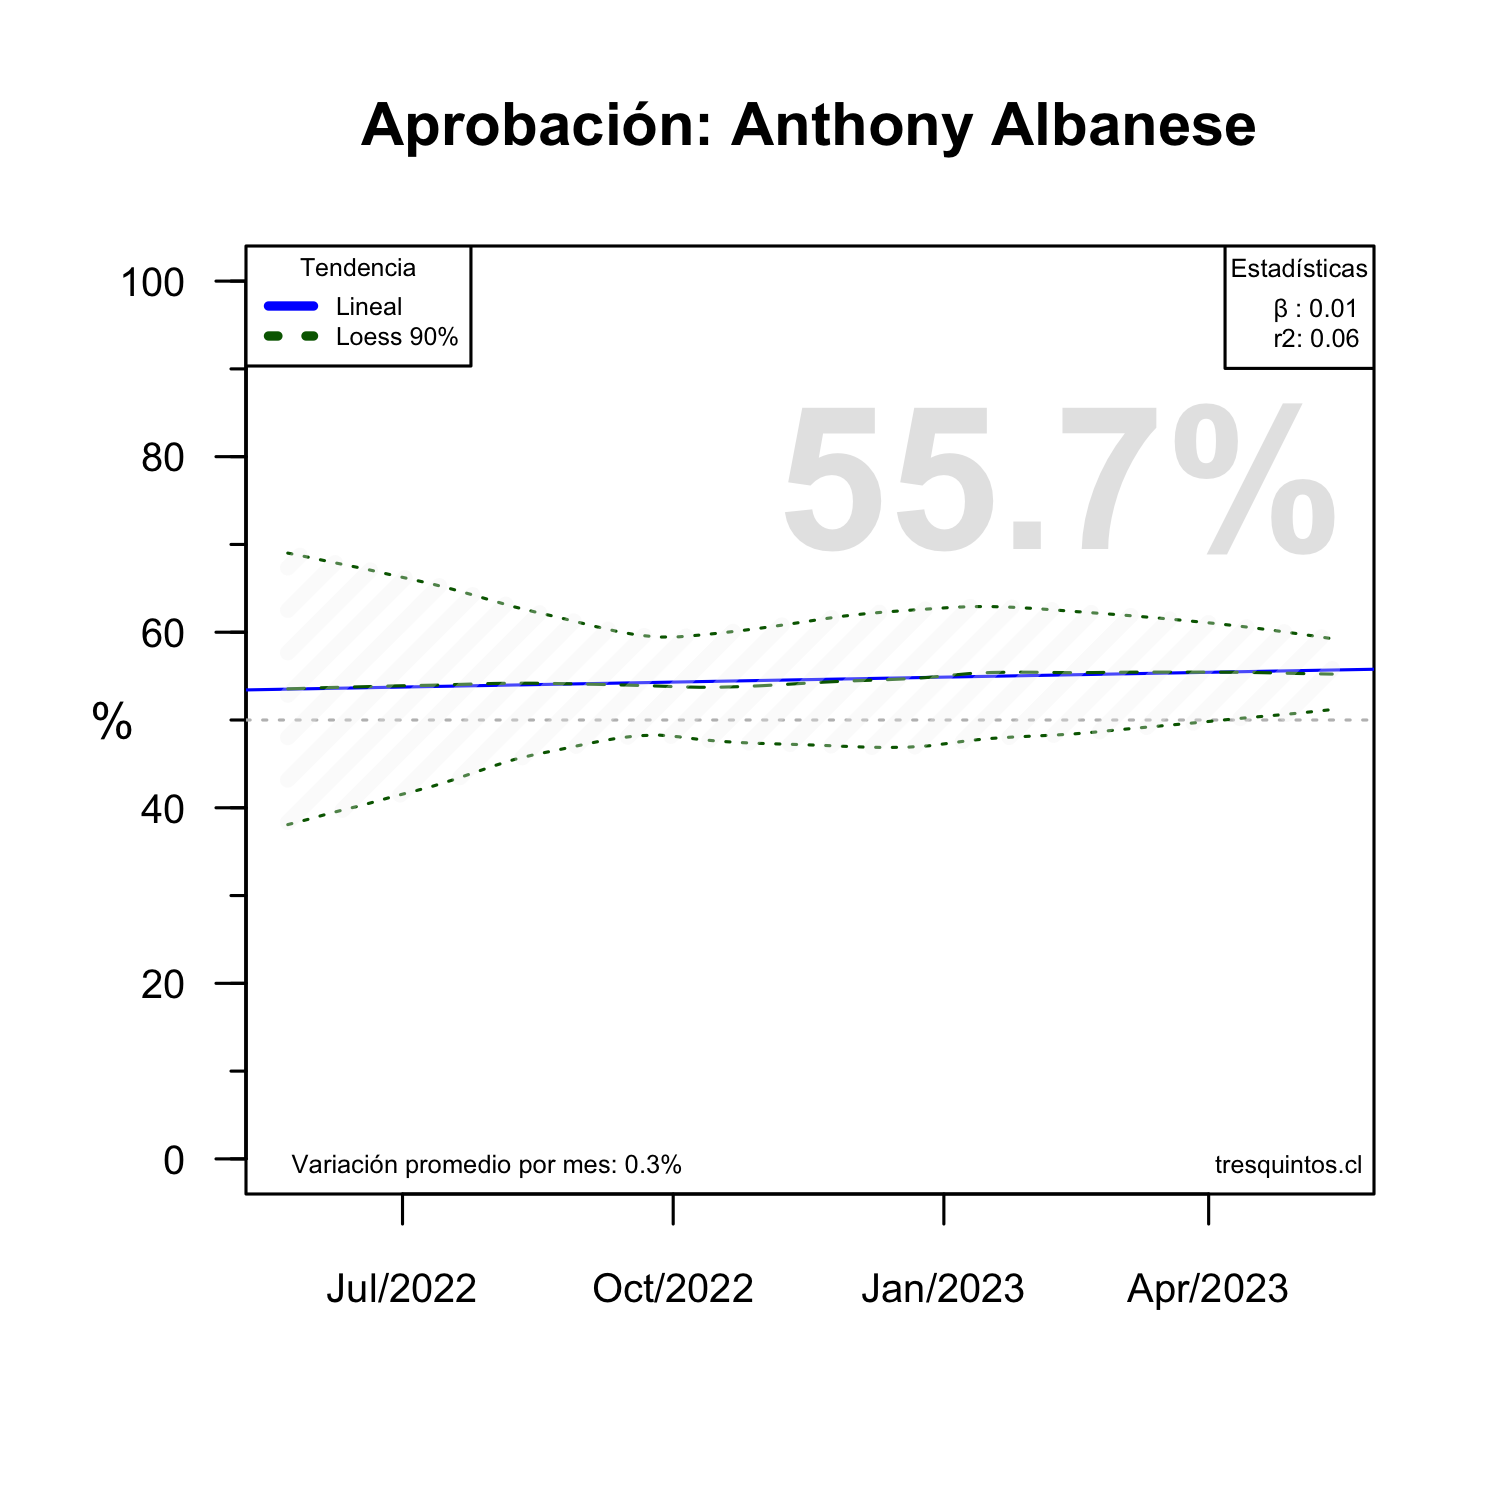 Aprobación: Anthony Albanese
Tendencia
Lineal
Loess 90%
Estadísticas
β : 0.01
r2: 0.06
55.7%
100
80
60
40
20
0
%
Variación promedio por mes: 0.3%
tresquintos.cl
Jul/2022
Oct/2022
Jan/2023
Apr/2023